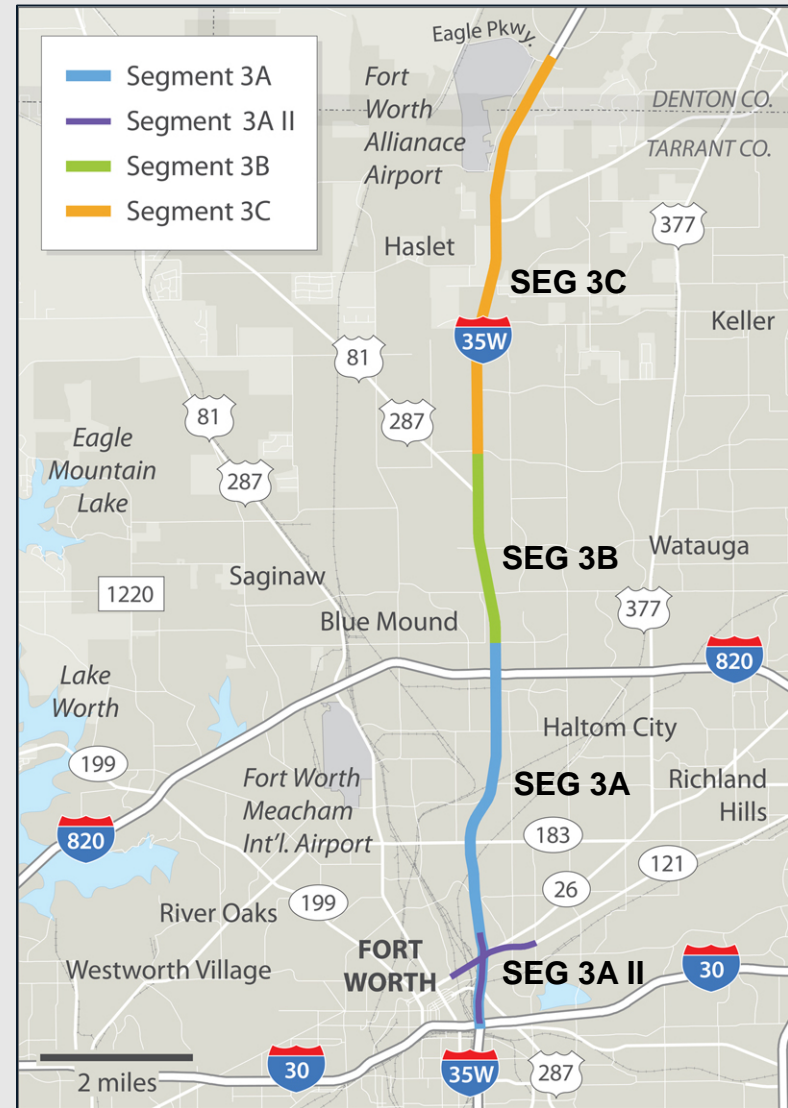 Eagle Pkwy.
Segment 3A
Segment 3A II
Segment 3B
Segment 3C
Fort
Worth
Allianace
Airport
DENTON CO.
TARRANT CO.
377
Haslet
SEG 3C
Keller
35W
81
81
287
287
Eagle
Mountain
Lake
SEG 3B
Watauga
1220
Saginaw
377
Blue Mound
820
Lake
Worth
Haltom City
199
Fort Worth
Meacham
Int'l. Airport
SEG 3A
Richland
Hills
820
183
121
26
199
River Oaks
FORT
WORTH
Westworth Village
SEG 3A II
30
2 miles
30
35W
287